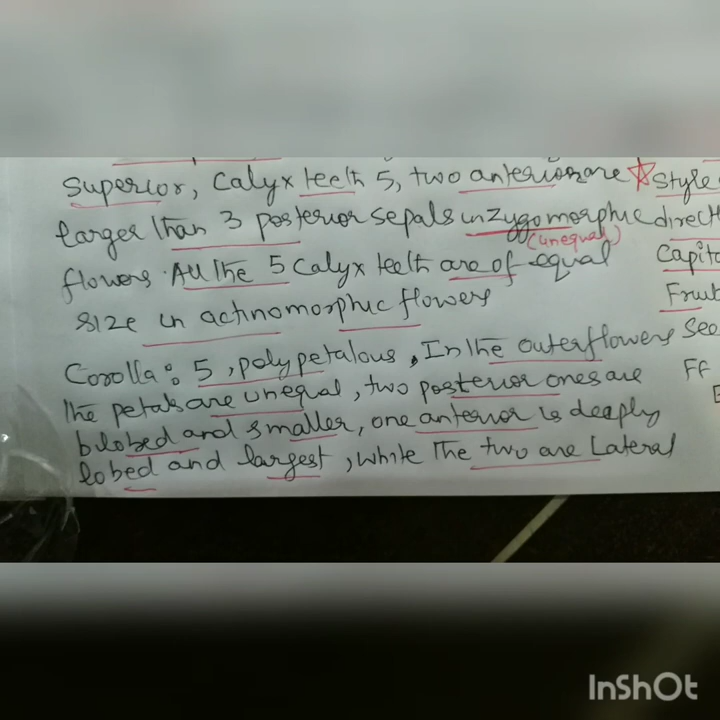 Superior, Calyx teeth 5, two anterior are
larger than 3 posterior sepals in zygomorphic
(unequal)
flowers. All the 5 calyx teeth are of equal
size in actinomorphic flowers
Corolla: 5, polypetalous, In the outer flowers
the petals are unequal, two posterior ones are
bilobed and smaller, one anterior is deeply
lobed and largest, while the two are Lateral
Style
direct
Capit
Fruit
See
FF
InShOt